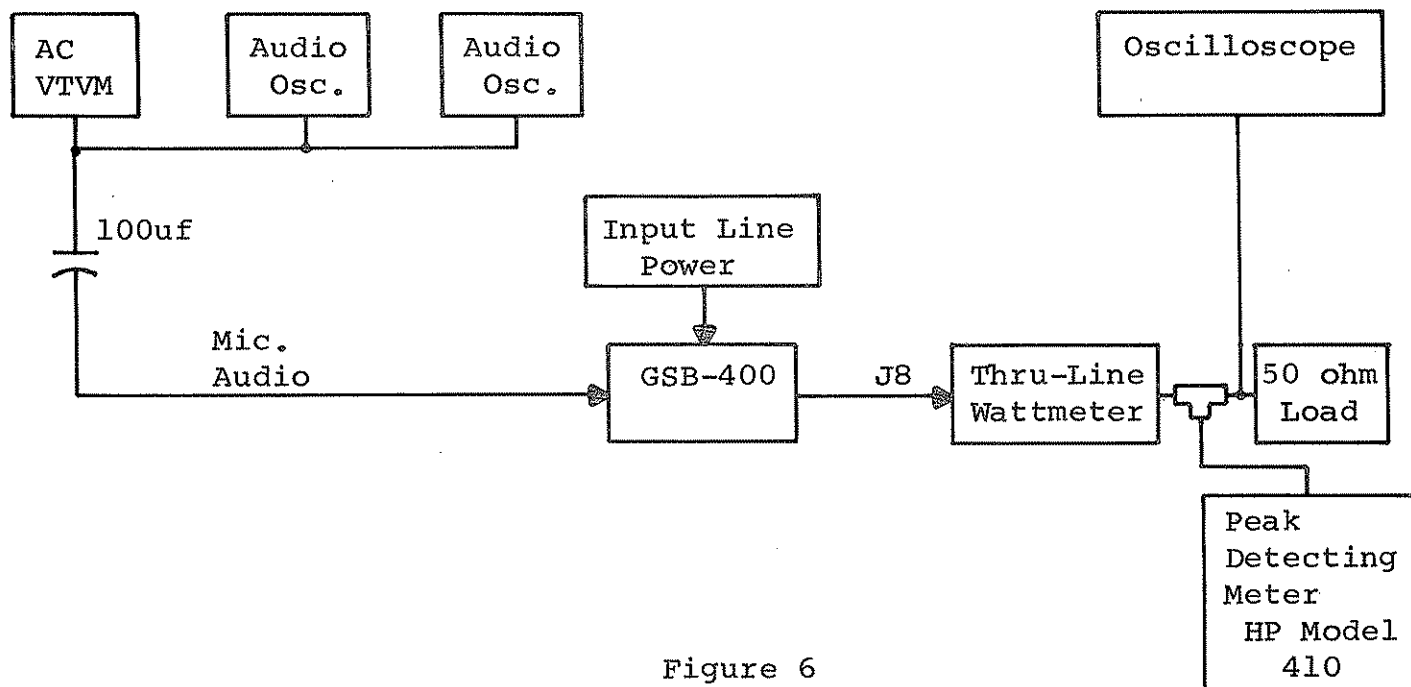 AC
VTVM
Audio
Osc.
Audio
Osc.
Oscilloscope
100uf
Input Line
Power
Mic.
Audio
GSB-400
J8
Thru-Line
Wattmeter
50 ohm
Load
Peak
Detecting
Meter
HP Model
410
Figure 6